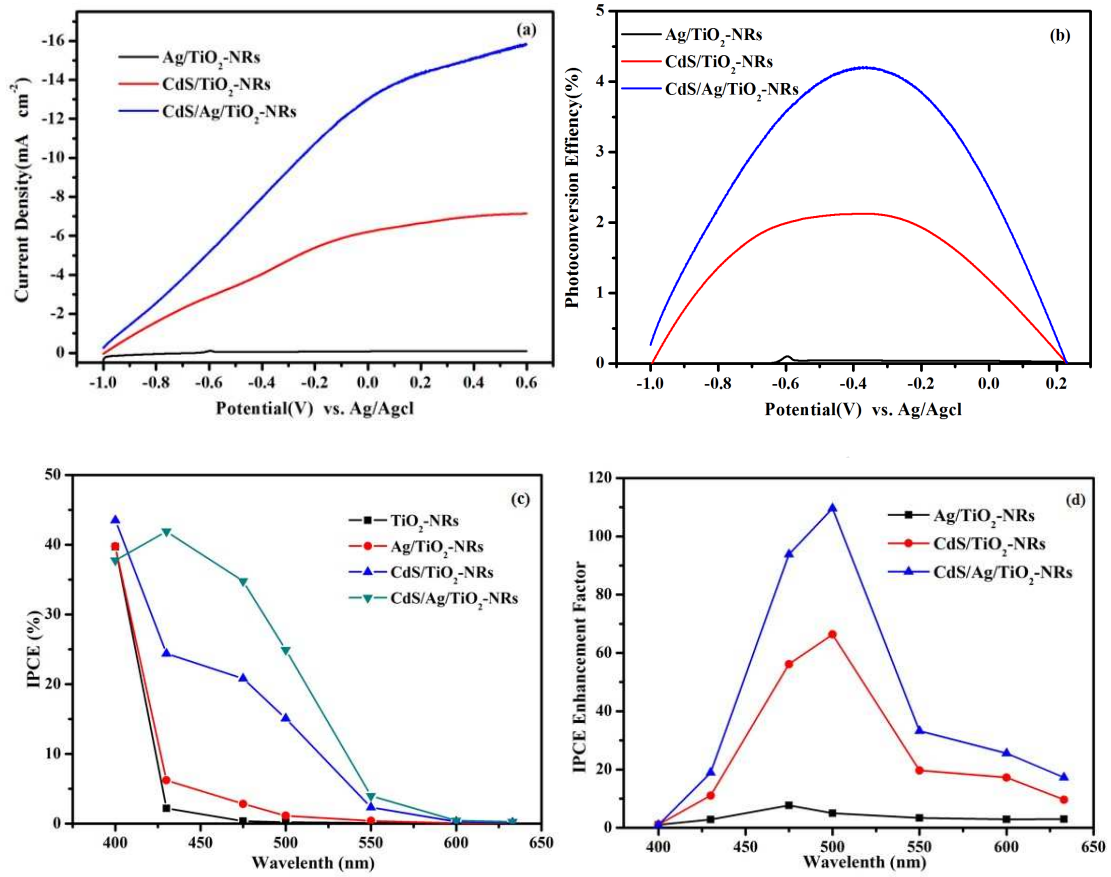 (a)
Ag/TiO₂-NRs
CdS/TiO₂-NRs
CdS/Ag/TiO₂-NRs
Current Density(mA cm⁻²)
-16
-14
-12
-10
-8
-6
-4
-2
0
-1.0 -0.8 -0.6 -0.4 -0.2 0.0 0.2 0.4 0.6
Potential(V) vs. Ag/Agcl
(b)
Ag/TiO₂-NRs
CdS/TiO₂-NRs
CdS/Ag/TiO₂-NRs
Photoconversion Effiency(%)
5
4
3
2
1
0
-1.0 -0.8 -0.6 -0.4 -0.2 0.0 0.2
Potential(V) vs. Ag/Agcl
(c)
TiO₂-NRs
Ag/TiO₂-NRs
CdS/TiO₂-NRs
CdS/Ag/TiO₂-NRs
IPCE (%)
50
40
30
20
10
0
400 450 500 550 600 650
Wavelenth (nm)
(d)
Ag/TiO₂-NRs
CdS/TiO₂-NRs
CdS/Ag/TiO₂-NRs
IPCE Enhancement Factor
120
100
80
60
40
20
0
400 450 500 550 600 650
Wavelenth (nm)